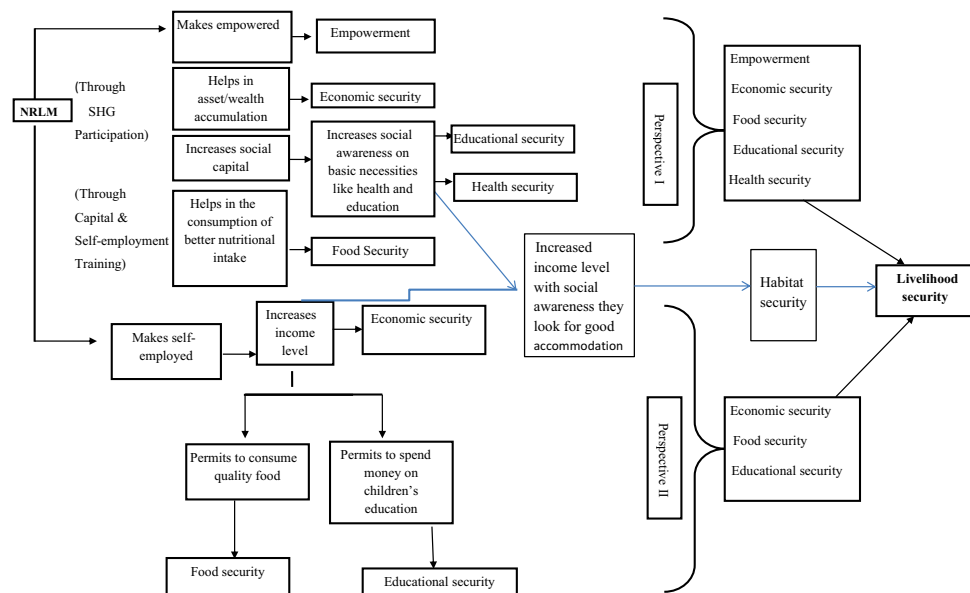 Makes empowered
Empowerment
NRLM
(Through
SHG
Participation)
Helps in
asset/wealth
accumulation
Economic security
Increases social
capital
Increases social
awareness on
basic necessities
like health and
education
Educational security
Health security
(Through
Capital &
Self-employment
Training)
Helps in the
consumption of
better nutritional
intake
Food Security
Makes self-
employed
Increases
income
level
Economic security
Permits to consume
quality food
Permits to spend
money on
children’s
education
Food security
Educational security
Increased
income level
with social
awareness they
look for good
accommodation
Perspective I
Empowerment
Economic security
Food security
Educational security
Health security
Habitat
security
Livelihood
security
Perspective II
Economic security
Food security
Educational security